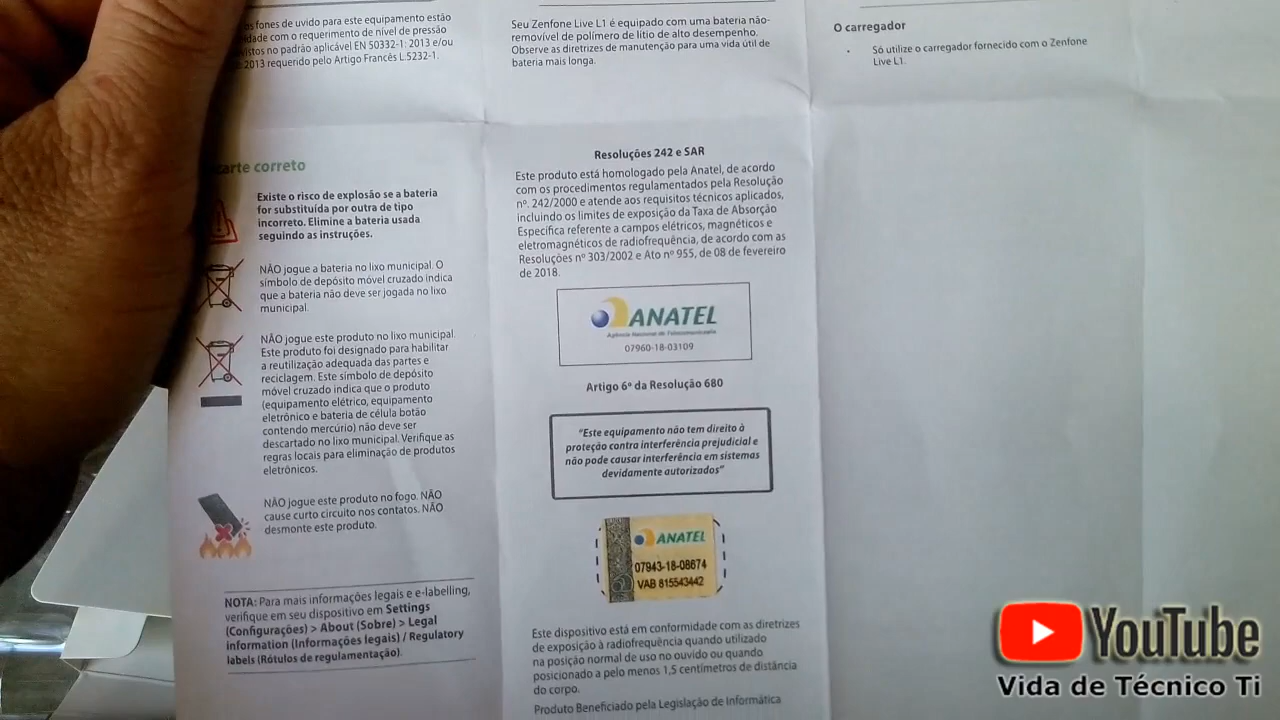 os fones de uvido para este equipamento estão
idade com o requerimento de nível de pressão
istos no padrão aplicável EN 50332-1: 2013 e/ou
2013 requerido pelo Artigo Francês L.5232-1.
carte correto
Existe o risco de explosão se a bateria
for substituída por outra de tipo
incorreto. Elimine a bateria usada
seguindo as instruções.
NÃO jogue a bateria no lixo municipal. O
símbolo de depósito móvel cruzado indica
que a bateria não deve ser jogada no lixo
municipal.
NÃO jogue este produto no lixo municipal.
Este produto foi designado para habilitar
a reutilização adequada das partes e
reciclagem. Este símbolo de depósito
móvel cruzado indica que o produto
(equipamento elétrico, equipamento
eletrônico e bateria de célula botão
contendo mercúrio) não deve ser
descartado no lixo municipal. Verifique as
regras locais para eliminação de produtos
eletrônicos.
NÃO jogue este produto no fogo. NÃO
cause curto circuito nos contatos. NÃO
desmonte este produto.
NOTA: Para mais informações legais e e-labelling,
verifique em seu dispositivo em Settings
(Configurações) > About (Sobre) > Legal
information (Informações legais) / Regulatory
labels (Rótulos de regulamentação).
Seu Zenfone Live L1 é equipado com uma bateria não-
removível de polímero de lítio de alto desempenho.
Observe as diretrizes de manutenção para uma vida útil de
bateria mais longa.
Resoluções 242 e SAR
Este produto está homologado pela Anatel, de acordo
com os procedimentos regulamentados pela Resolução
nº. 242/2000 e atende aos requisitos técnicos aplicados,
incluindo os limites de exposição da Taxa de Absorção
Específica referente a campos elétricos, magnéticos e
eletromagnéticos de radiofrequência, de acordo com as
Resoluções nº 303/2002 e Ato nº 955, de 08 de fevereiro
de 2018.
ANATEL
Agência Nacional de Telecomunicações
07960-18-03109
Artigo 6º da Resolução 680
"Este equipamento não tem direito à
proteção contra interferência prejudicial e
não pode causar interferência em sistemas
devidamente autorizados"
ANATEL
07943-18-08674
VAB 815543442
Este dispositivo está em conformidade com as diretrizes
de exposição à radiofrequência quando utilizado
na posição normal de uso no ouvido ou quando
posicionado a pelo menos 1,5 centímetros de distância
do corpo.
Produto Beneficiado pela Legislação de Informática
O carregador
• Só utilize o carregador fornecido com o Zenfone
Live L1.
YouTube
Vida de Técnico Ti